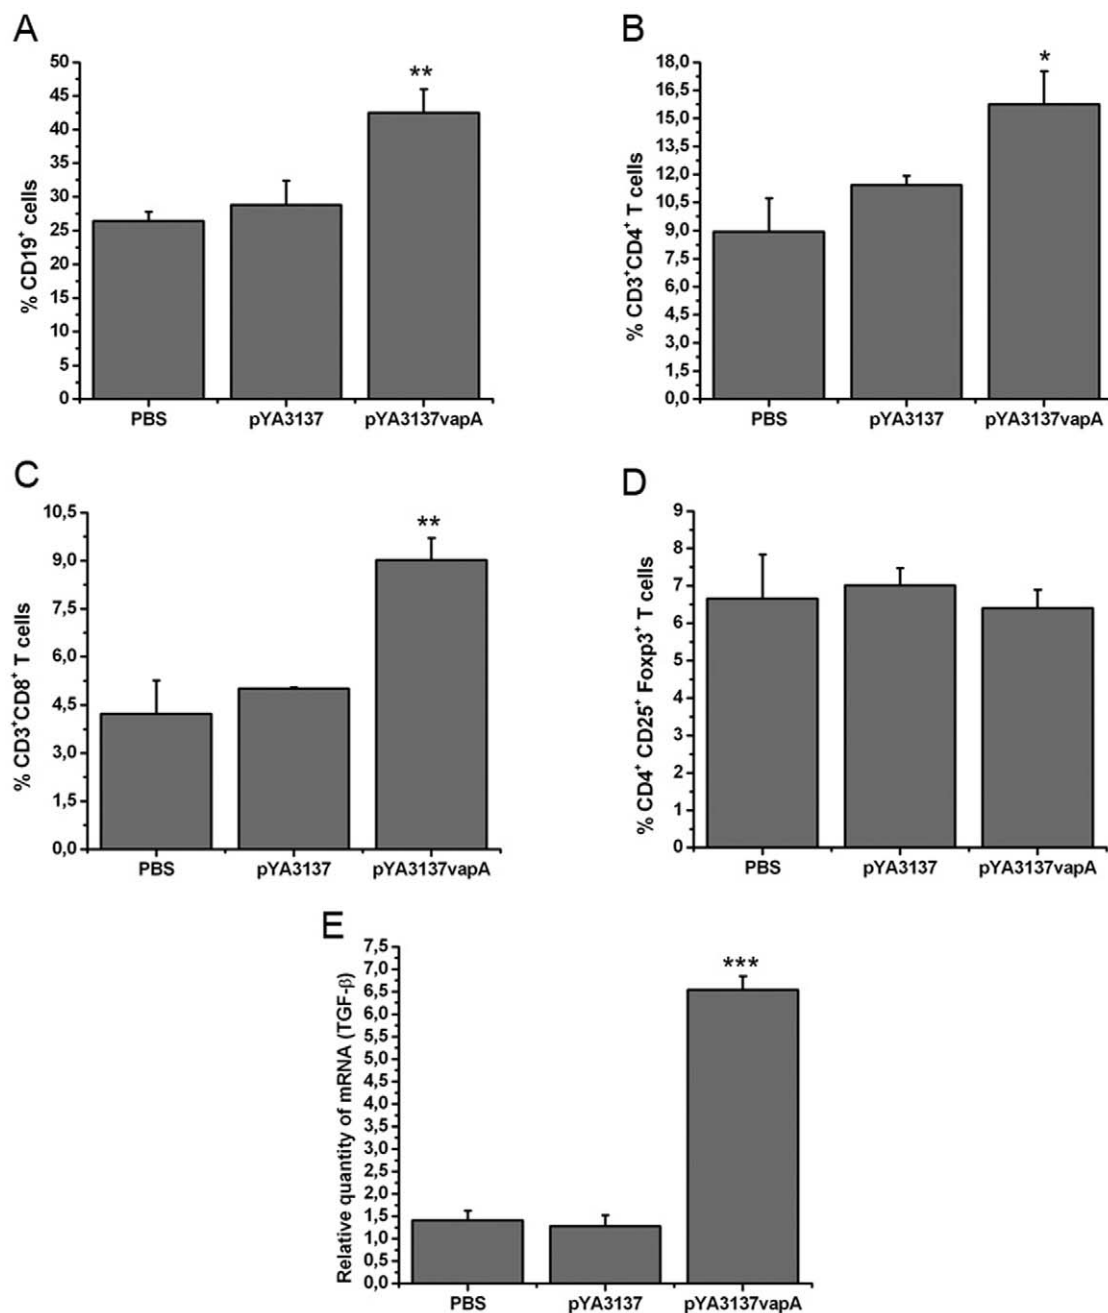 A
% CD19⁺ cells
50
45
40
35
30
25
20
15
10
5
0
**
PBS
pYA3137
pYA3137vapA
B
% CD3⁺CD4⁺ T cells
18,0
16,5
15,0
13,5
12,0
10,5
9,0
7,5
6,0
4,5
3,0
1,5
0,0
*
PBS
pYA3137
pYA3137vapA
C
% CD3⁺CD8⁺ T cells
10,5
9,0
7,5
6,0
4,5
3,0
1,5
0,0
**
PBS
pYA3137
pYA3137vapA
D
% CD4⁺ CD25⁺ Foxp3⁺ T cells
9
8
7
6
5
4
3
2
1
0
PBS
pYA3137
pYA3137vapA
E
Relative quantity of mRNA (TGF-β)
7,5
7,0
6,5
6,0
5,5
5,0
4,5
4,0
3,5
3,0
2,5
2,0
1,5
1,0
0,5
0,0
***
PBS
pYA3137
pYA3137vapA